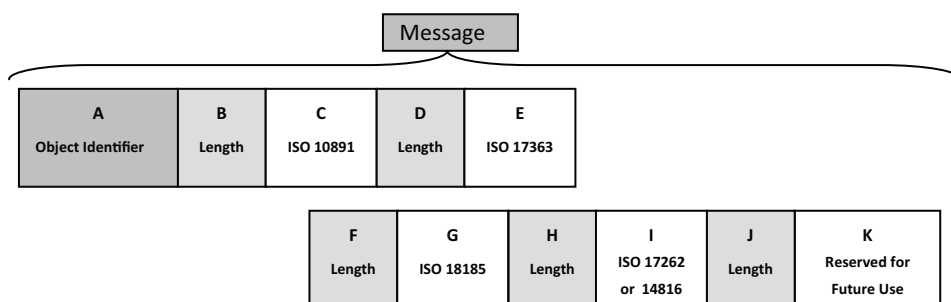 Message
A B C D E
Object Identifier Length ISO 10891 Length ISO 17363
F G H I J K
Length ISO 18185 Length ISO 17262 Length Reserved for
or 14816 Future Use